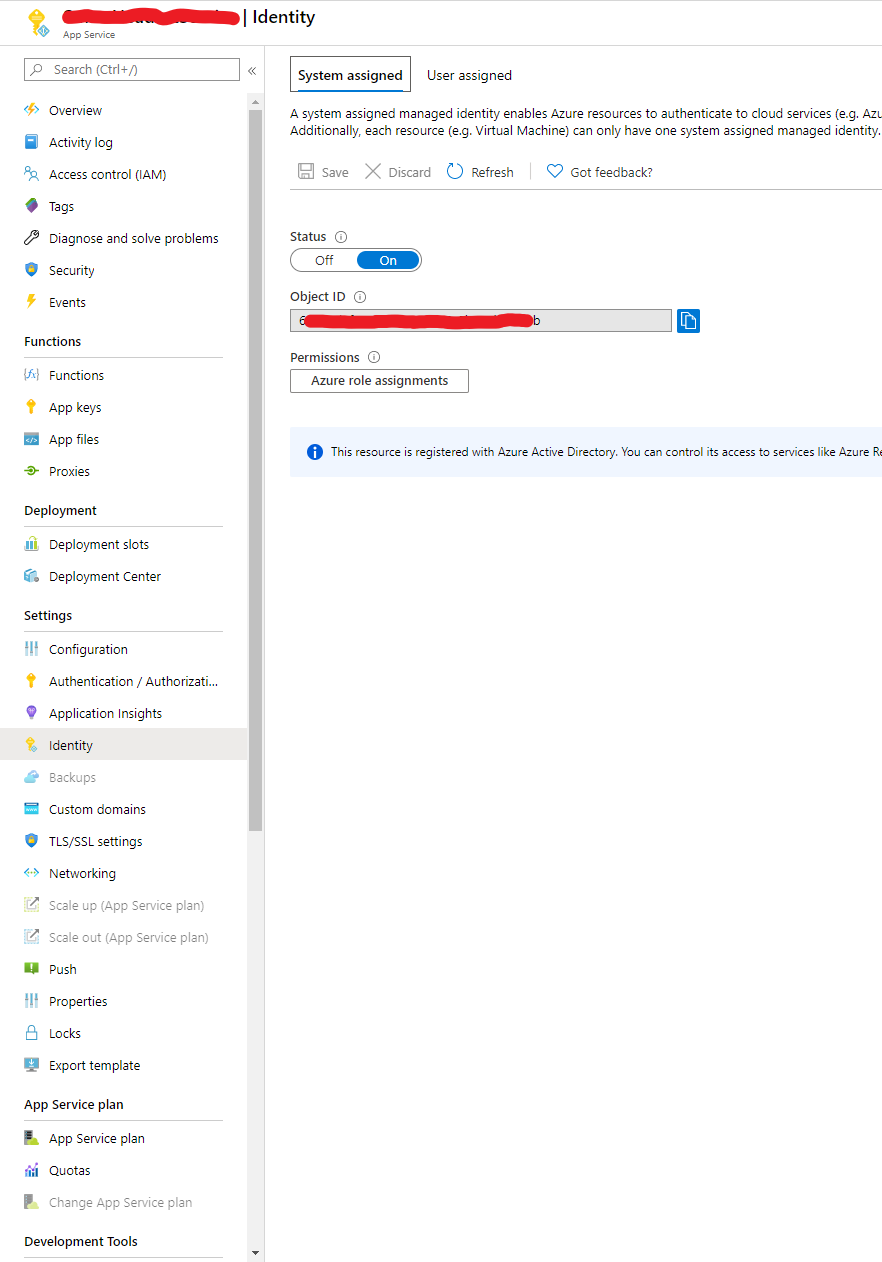 | Identity
App Service
Search (Ctrl+/)
«
Overview
Activity log
Access control (IAM)
Tags
Diagnose and solve problems
Security
Events
Functions
Functions
App keys
App files
Proxies
Deployment
Deployment slots
Deployment Center
Settings
Configuration
Authentication / Authorizati...
Application Insights
Identity
Backups
Custom domains
TLS/SSL settings
Networking
Scale up (App Service plan)
Scale out (App Service plan)
Push
Properties
Locks
Export template
App Service plan
App Service plan
Quotas
Change App Service plan
Development Tools
System assigned User assigned
A system assigned managed identity enables Azure resources to authenticate to cloud services (e.g. Azu
Additionally, each resource (e.g. Virtual Machine) can only have one system assigned managed identity.
Save Discard Refresh Got feedback?
Status
Off On
Object ID
6 b
Permissions
Azure role assignments
This resource is registered with Azure Active Directory. You can control its access to services like Azure Re